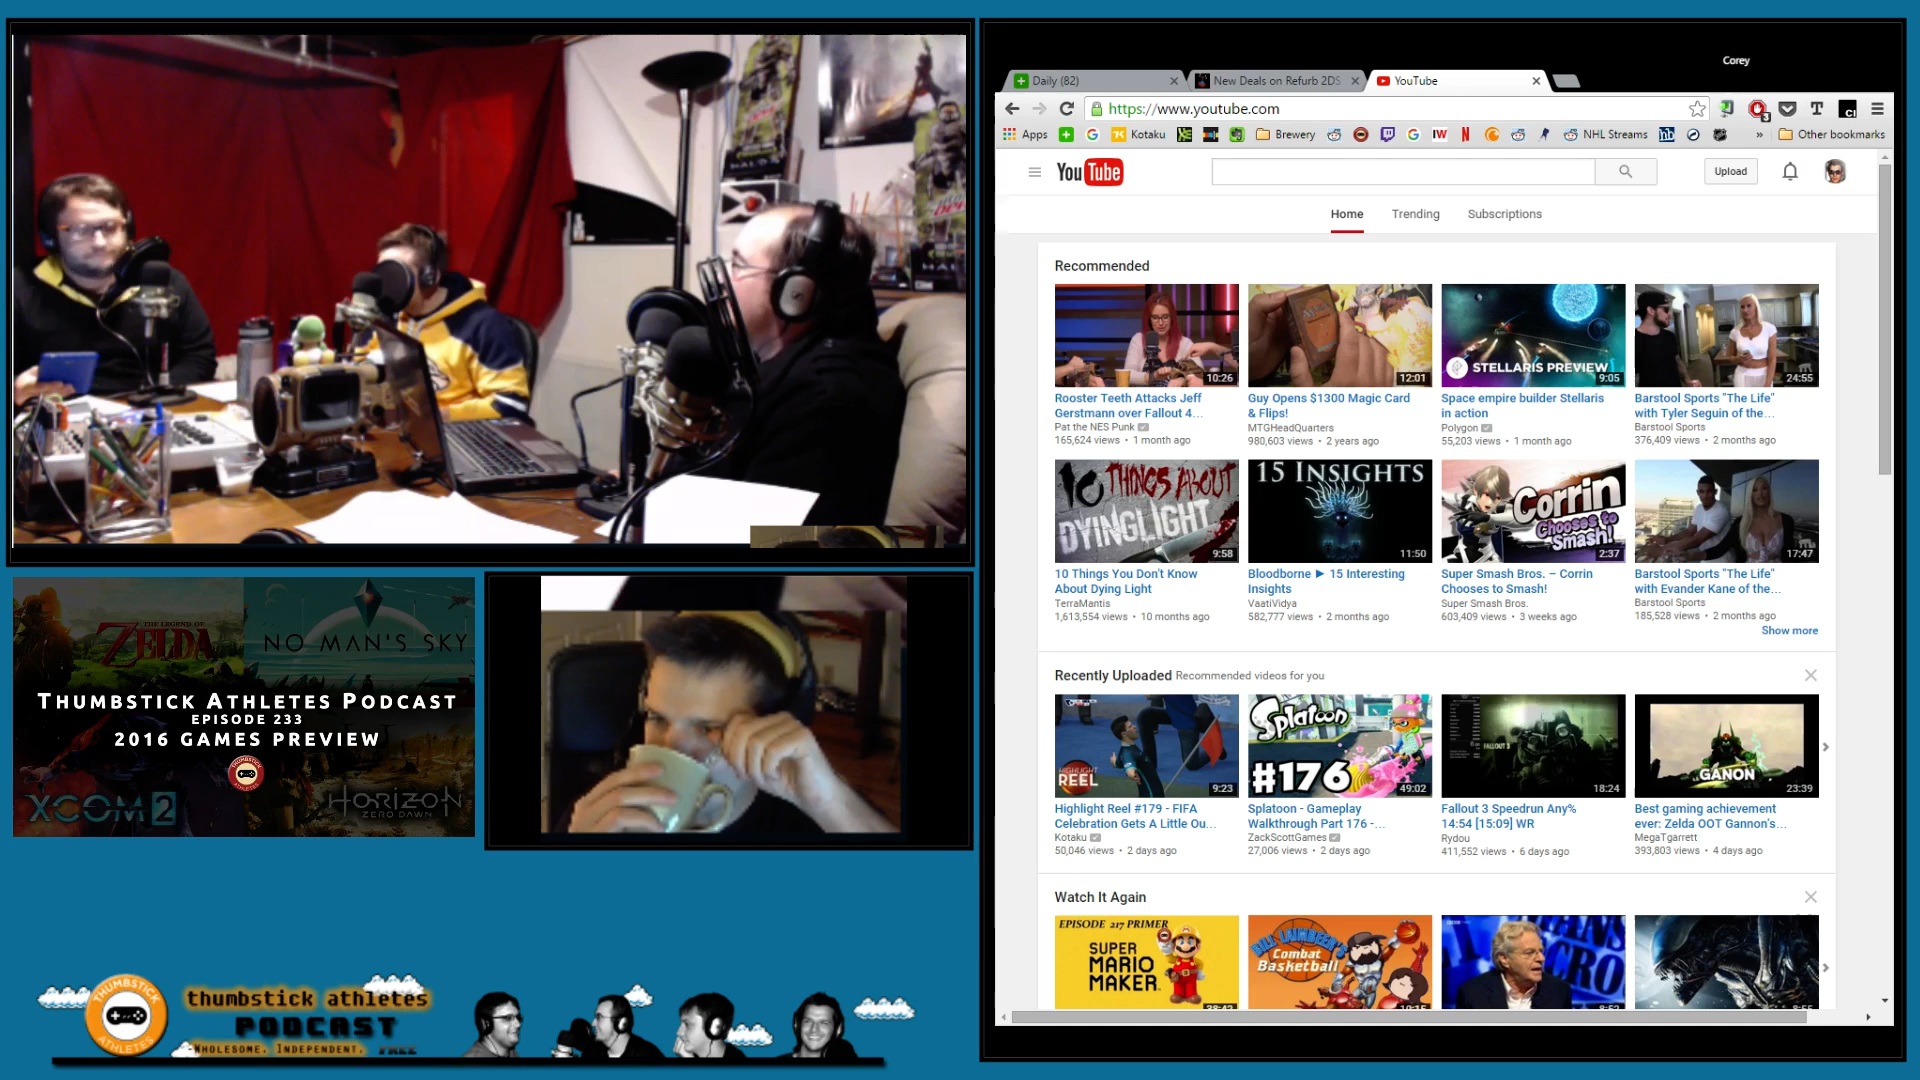 Corey
Daily (82)
New Deals on Refurb 2DS
YouTube
https://www.youtube.com
Apps
Kotaku
Brewery
IW
NHL Streams
Other bookmarks
YouTube
Upload
Home
Trending
Subscriptions
Recommended
10:26
12:01
STELLARIS PREVIEW
9:05
24:55
Rooster Teeth Attacks Jeff
Gerstmann over Fallout 4...
Pat the NES Punk
165,624 views • 1 month ago
Guy Opens $1300 Magic Card
& Flips!
MTGHeadQuarters
980,603 views • 2 years ago
Space empire builder Stellaris
in action
Polygon
55,203 views • 1 month ago
Barstool Sports "The Life"
with Tyler Seguin of the...
Barstool Sports
376,409 views • 2 months ago
10 THINGS ABOUT
DYING LIGHT
9:58
15 INSIGHTS
11:50
Corrin
Chooses to
Smash!
2:37
17:47
10 Things You Don't Know
About Dying Light
TerraMantis
1,613,554 views • 10 months ago
Bloodborne ► 15 Interesting
Insights
VaatiVidya
582,777 views • 2 months ago
Super Smash Bros. – Corrin
Chooses to Smash!
Super Smash Bros.
603,409 views • 3 weeks ago
Barstool Sports "The Life"
with Evander Kane of the...
Barstool Sports
185,528 views • 2 months ago
Show more
Recently Uploaded Recommended videos for you
HIGHLIGHT
REEL
9:23
Splatoon
#176
49:02
FALLOUT 3
18:24
GANON
23:39
Highlight Reel #179 - FIFA
Celebration Gets A Little Ou...
Kotaku
50,046 views • 2 days ago
Splatoon - Gameplay
Walkthrough Part 176 -...
ZackScottGames
27,006 views • 2 days ago
Fallout 3 Speedrun Any%
14:54 [15:09] WR
Rydou
411,552 views • 6 days ago
Best gaming achievement
ever: Zelda OOT Gannon's...
MegaTgarrett
393,803 views • 4 days ago
Watch It Again
EPISODE 217 PRIMER
SUPER
MARIO
MAKER
BILL LAIMBEER'S
Combat
Basketball
THE LEGEND OF
ZELDA
NO MAN'S SKY
THUMBSTICK ATHLETES PODCAST
EPISODE 233
2016 GAMES PREVIEW
XCOM 2
HORIZON
ZERO DAWN
THUMBSTICK
ATHLETES
thumbstick athletes
PODCAST
-WHOLESOME. INDEPENDENT. FREE